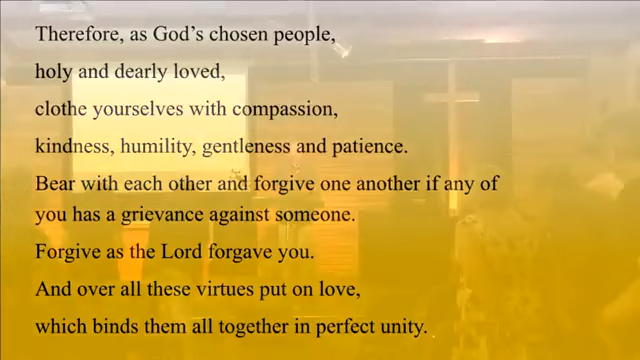 Therefore, as God’s chosen people,
holy and dearly loved,
clothe yourselves with compassion,
kindness, humility, gentleness and patience.
Bear with each other and forgive one another if any of
you has a grievance against someone.
Forgive as the Lord forgave you.
And over all these virtues put on love,
which binds them all together in perfect unity.